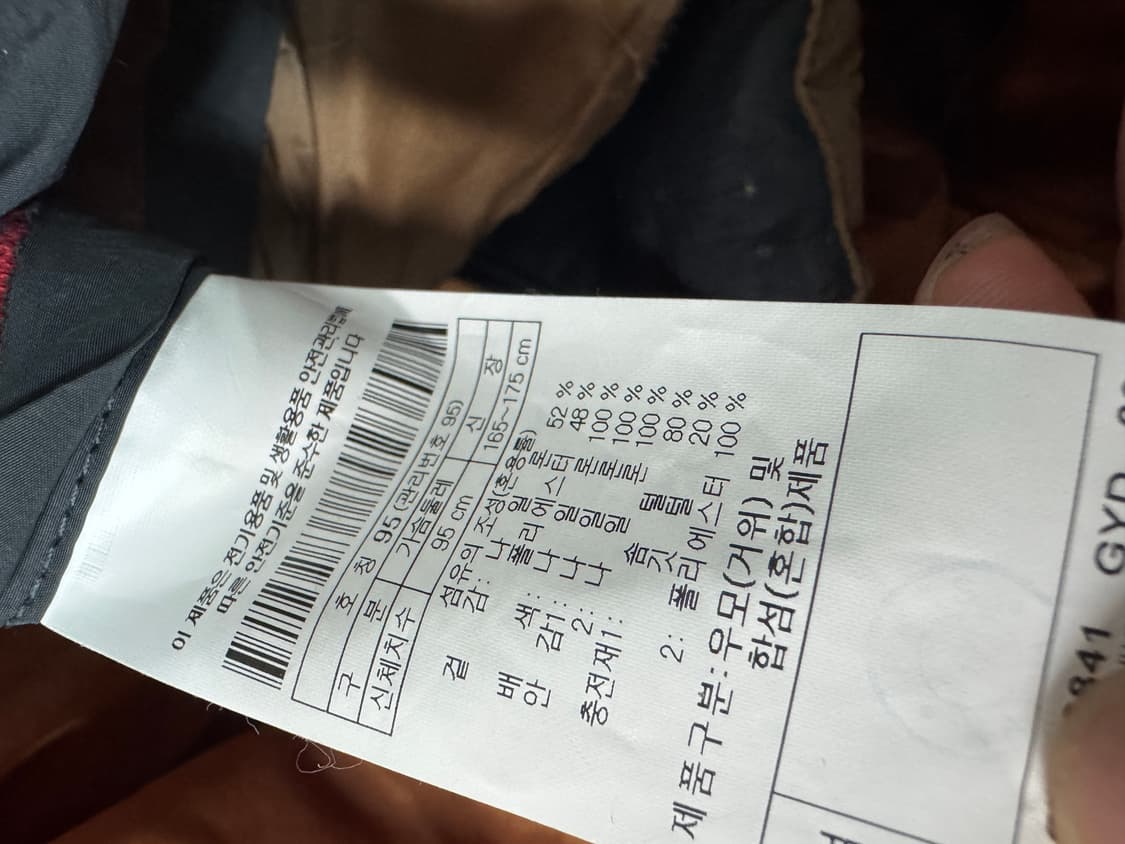 이 제품은 전기용품 및 생활용품 안전관리법에
따른 안전기준을 준수한 제품입니다
호 칭 95 (관리번호 95)
구 문 가슴둘레 신 장
신체치수 95 cm 165~175 cm
섬유의 조성(혼용률)
겉 감: 나 일 론 52 %
폴리에스터 48 %
배 색: 나 일 론 100 %
안 감1: 나 일 론 100 %
2: 나 일 론 100 %
충전재1: 솜 털 80 %
깃 털 20 %
2: 폴리에스터 100 %
제품구분:우모(거위) 및
합섬(혼합)제품
841
GYD